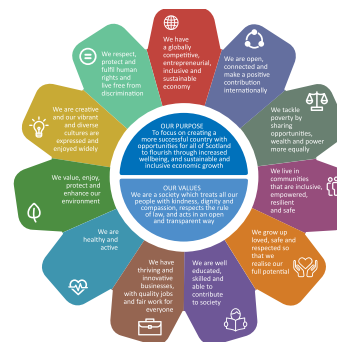 We have
a globally
competitive,
entrepreneurial,
inclusive and
sustainable
economy
We are open,
connected and
make a positive
contribution
internationally
We tackle
poverty by
sharing
opportunities,
wealth and power
more equally
We live in
communities
that are inclusive,
empowered,
resilient
and safe
We grow up
loved, safe and
respected so
that we
realise our
full potential
We are well
educated,
skilled and
able to
contribute
to society
We have
thriving and
innovative
businesses,
with quality jobs
and fair work for
everyone
We are
healthy and
active
We value, enjoy,
protect and
enhance our
environment
We are creative
and our vibrant
and diverse
cultures are
expressed and
enjoyed widely
We respect,
protect and
fulfil human
rights and
live free from
discrimination
OUR PURPOSE
To focus on creating a
more successful country with
opportunities for all of Scotland
to flourish through increased
wellbeing, and sustainable and
inclusive economic growth
OUR VALUES
We are a society which treats all our
people with kindness, dignity and
compassion, respects the rule
of law, and acts in an open
and transparent way